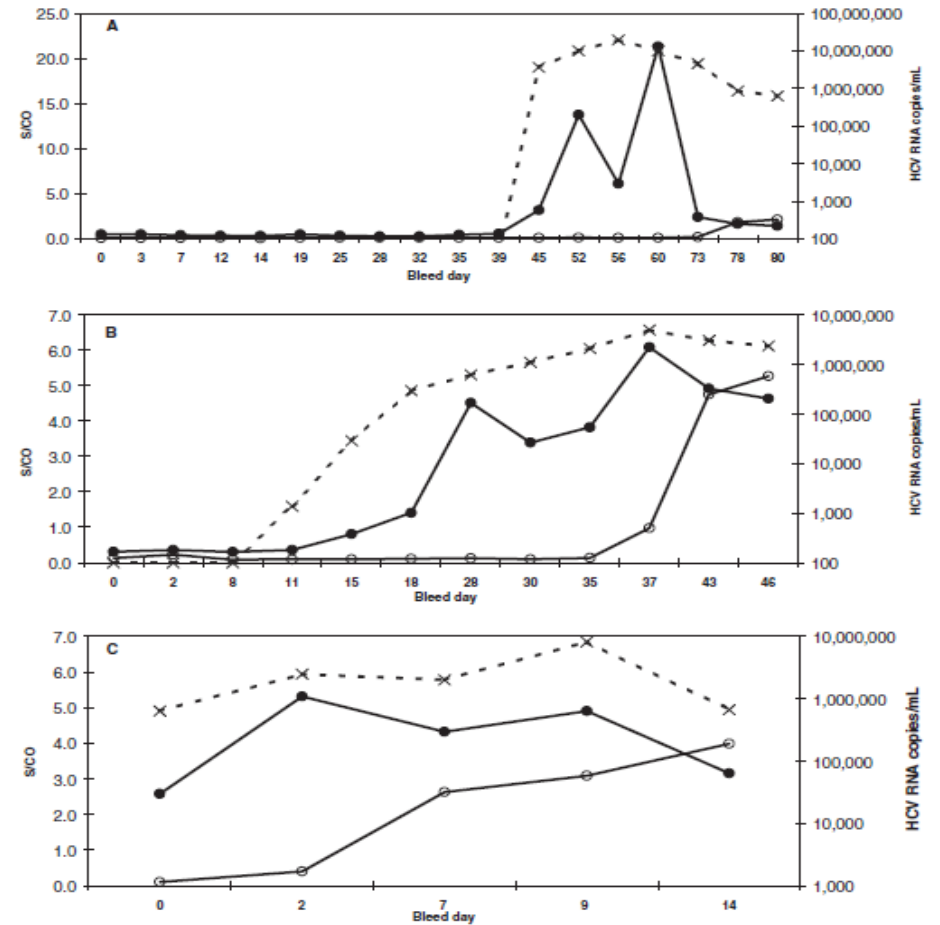 A
25.0
20.0
15.0
10.0
5.0
0.0
S/CO
100,000,000
10,000,000
1,000,000
100,000
10,000
1,000
100
HCV RNA copies/mL
0 3 7 12 14 19 25 28 32 35 39 45 52 56 60 73 78 80
Bleed day
B
7.0
6.0
5.0
4.0
3.0
2.0
1.0
0.0
S/CO
10,000,000
1,000,000
100,000
10,000
1,000
100
HCV RNA copies/mL
0 2 8 11 15 18 28 30 35 37 43 46
Bleed day
C
7.0
6.0
5.0
4.0
3.0
2.0
1.0
0.0
S/CO
10,000,000
1,000,000
100,000
10,000
1,000
HCV RNA copies/mL
0 2 7 9 14
Bleed day